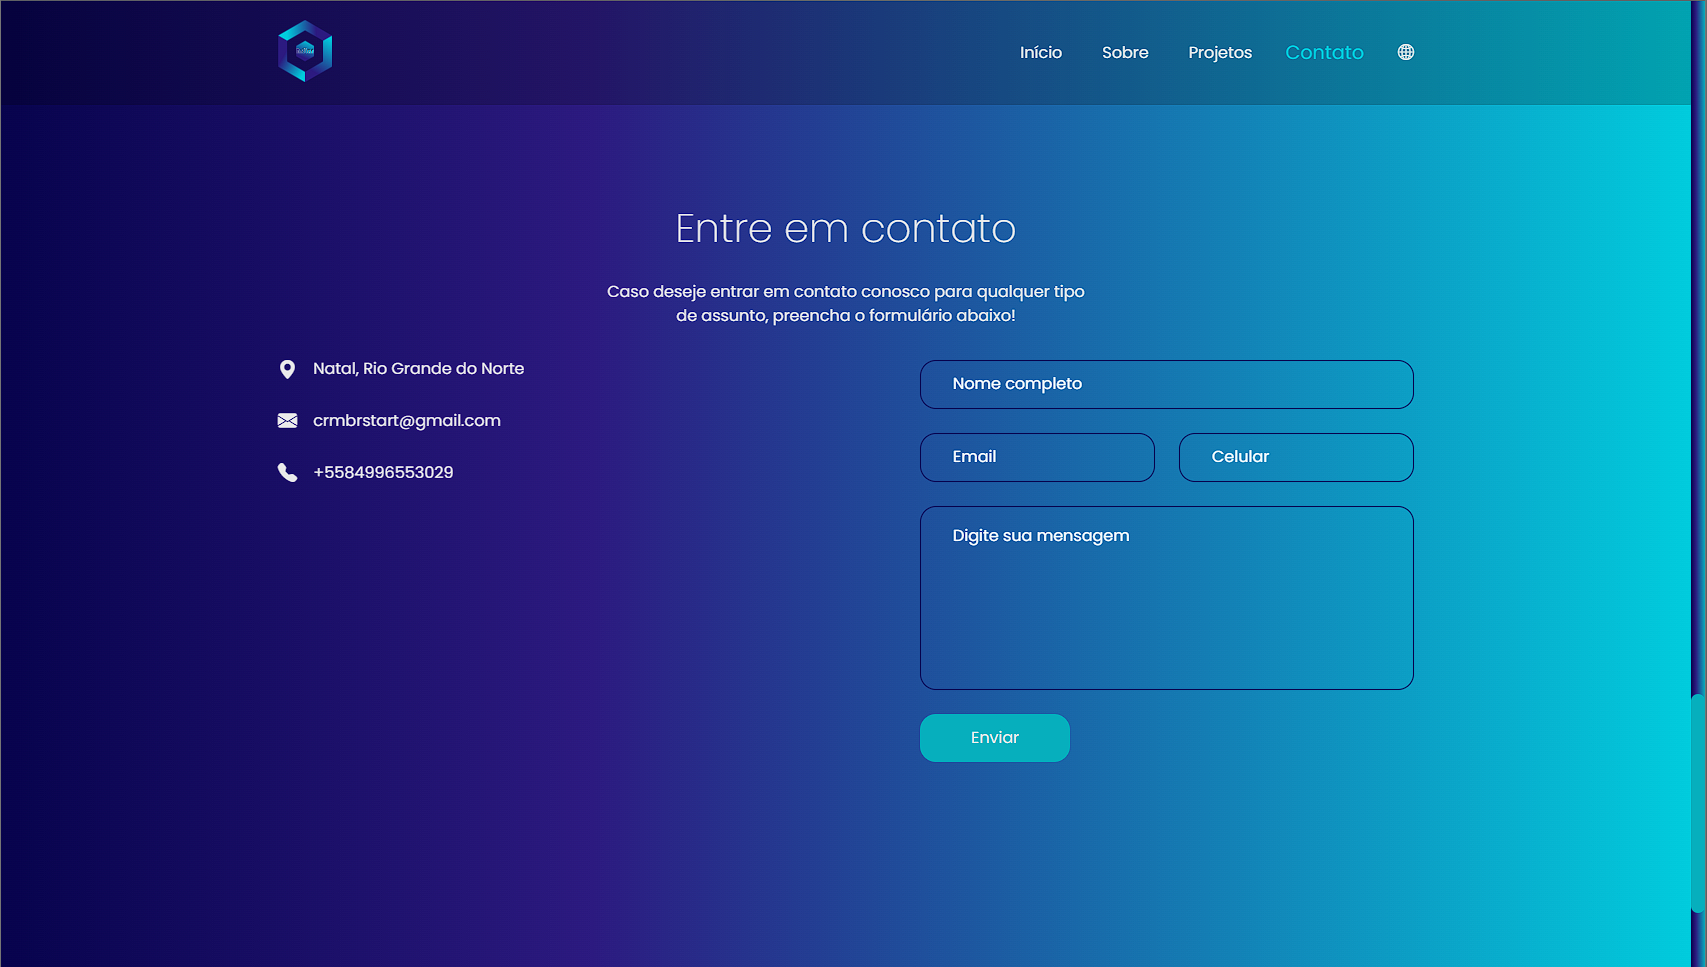 Início
Sobre
Projetos
Contato
Entre em contato
Caso deseje entrar em contato conosco para qualquer tipo
de assunto, preencha o formulário abaixo!
Natal, Rio Grande do Norte
crmbrstart@gmail.com
+5584996553029
Nome completo
Email
Celular
Digite sua mensagem
Enviar